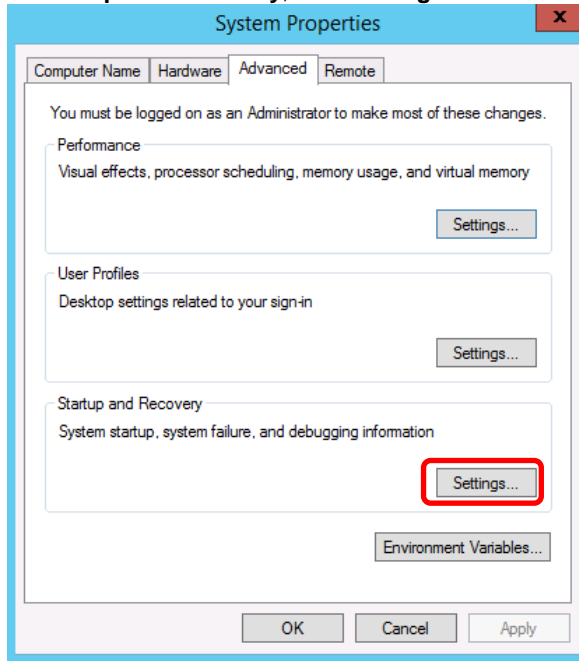 System Properties
x
Computer Name Hardware Advanced Remote
You must be logged on as an Administrator to make most of these changes.
Performance
Visual effects, processor scheduling, memory usage, and virtual memory
Settings...
User Profiles
Desktop settings related to your sign-in
Settings...
Startup and Recovery
System startup, system failure, and debugging information
Settings...
Environment Variables...
OK Cancel Apply